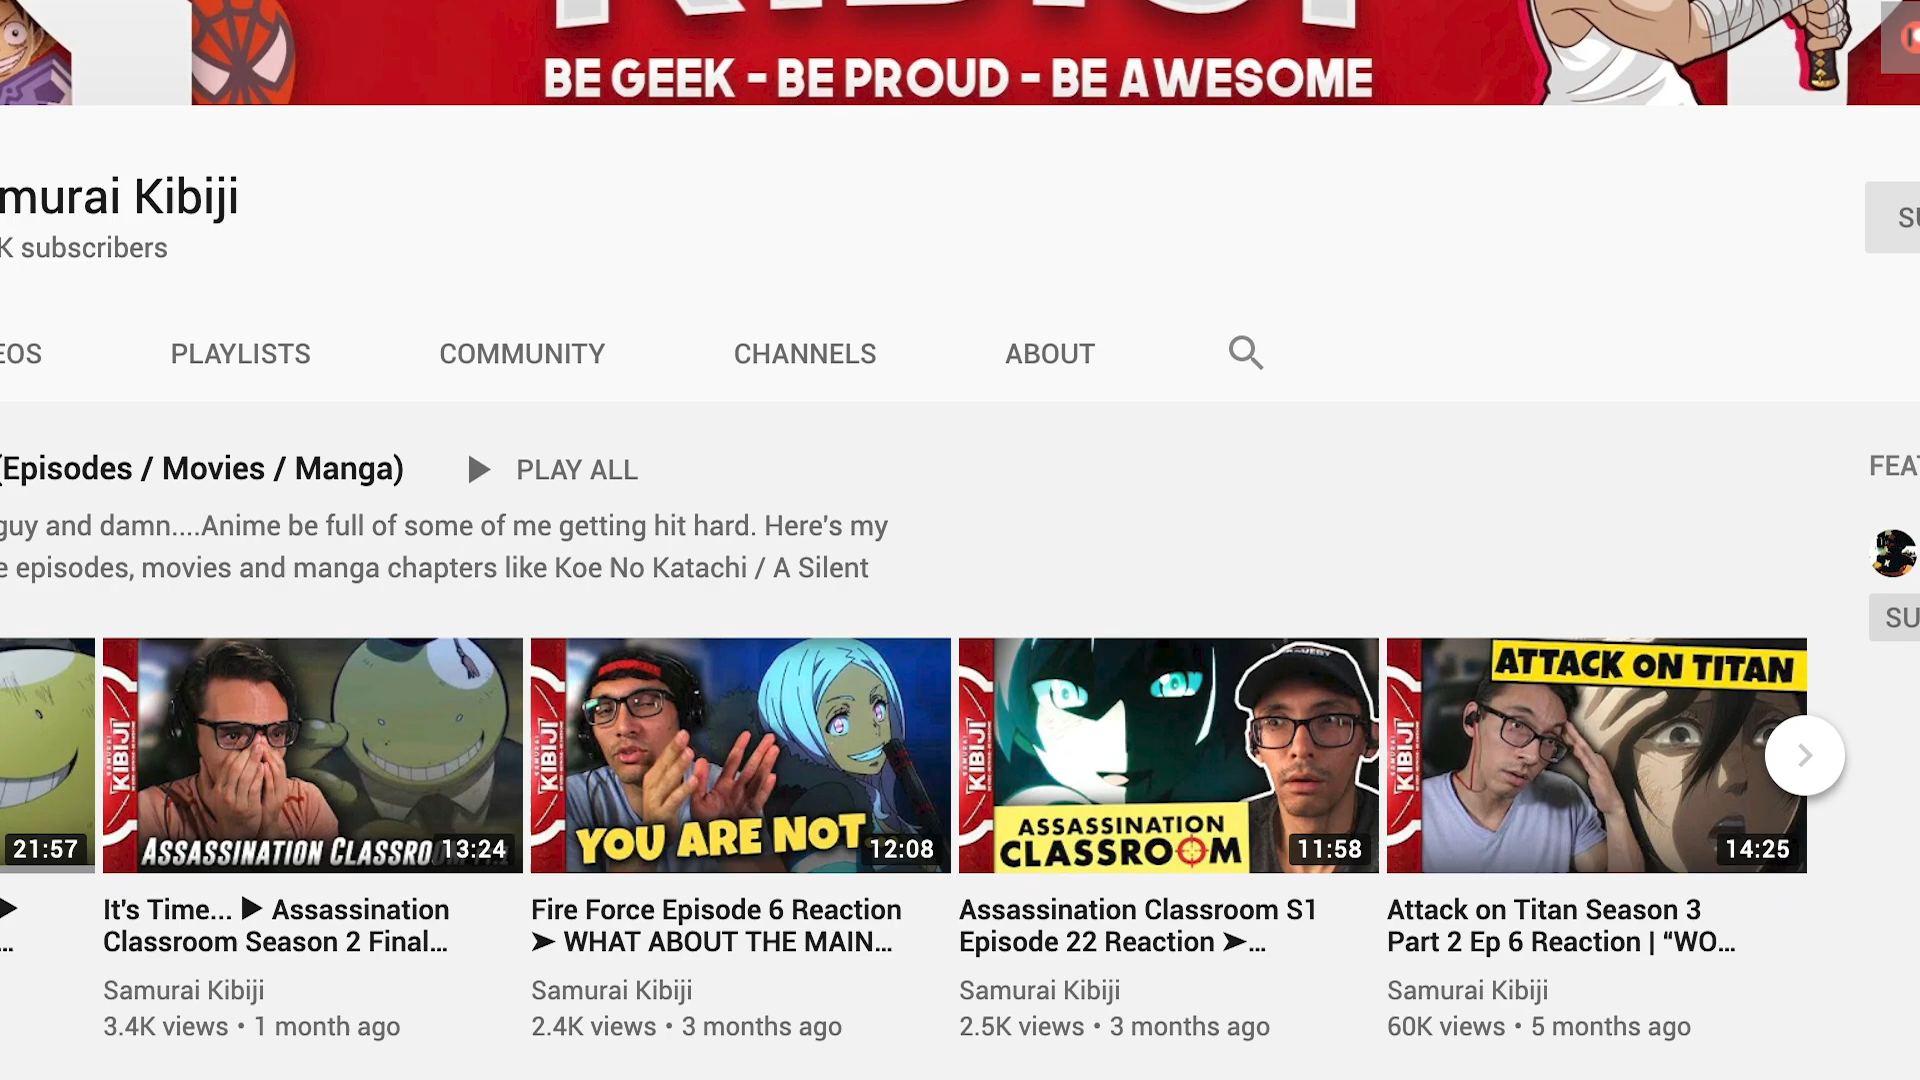 KIBIJI
BE GEEK - BE PROUD - BE AWESOME
murai Kibiji
K subscribers
EOS PLAYLISTS COMMUNITY CHANNELS ABOUT
SU
(Episodes / Movies / Manga) PLAY ALL
FEA
guy and damn....Anime be full of some of me getting hit hard. Here's my
e episodes, movies and manga chapters like Koe No Katachi / A Silent
SU
21:57
SAMURAI KIBIJI
ASSASSINATION CLASSRO
13:24
SAMURAI KIBIJI
YOU ARE NOT
12:08
SAMURAI KIBIJI
ASSASSINATION
CLASSROOM
11:58
SAMURAI KIBIJI
ATTACK ON TITAN
14:25
...
It's Time... ▶ Assassination
Classroom Season 2 Final...
Samurai Kibiji
3.4K views • 1 month ago
Fire Force Episode 6 Reaction
➤ WHAT ABOUT THE MAIN...
Samurai Kibiji
2.4K views • 3 months ago
Assassination Classroom S1
Episode 22 Reaction ➤...
Samurai Kibiji
2.5K views • 3 months ago
Attack on Titan Season 3
Part 2 Ep 6 Reaction | “WO...
Samurai Kibiji
60K views • 5 months ago